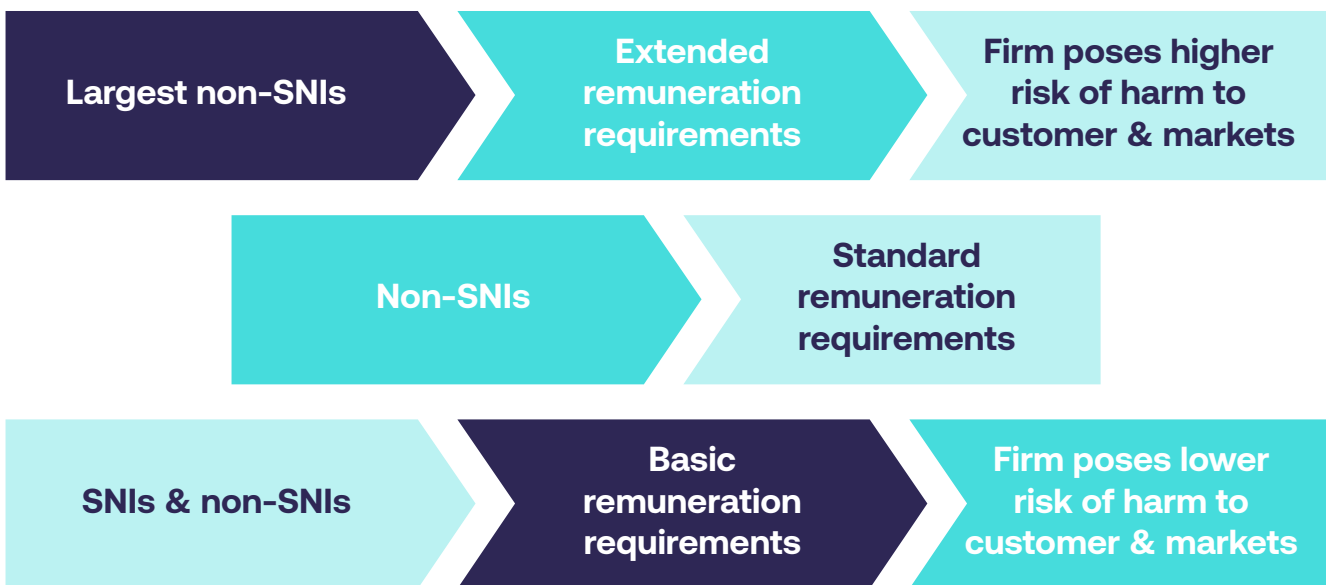 Largest non-SNIs
Extended
remuneration
requirements
Firm poses higher
risk of harm to
customer & markets
Non-SNIs
Standard
remuneration
requirements
SNIs & non-SNIs
Basic
remuneration
requirements
Firm poses lower
risk of harm to
customer & markets